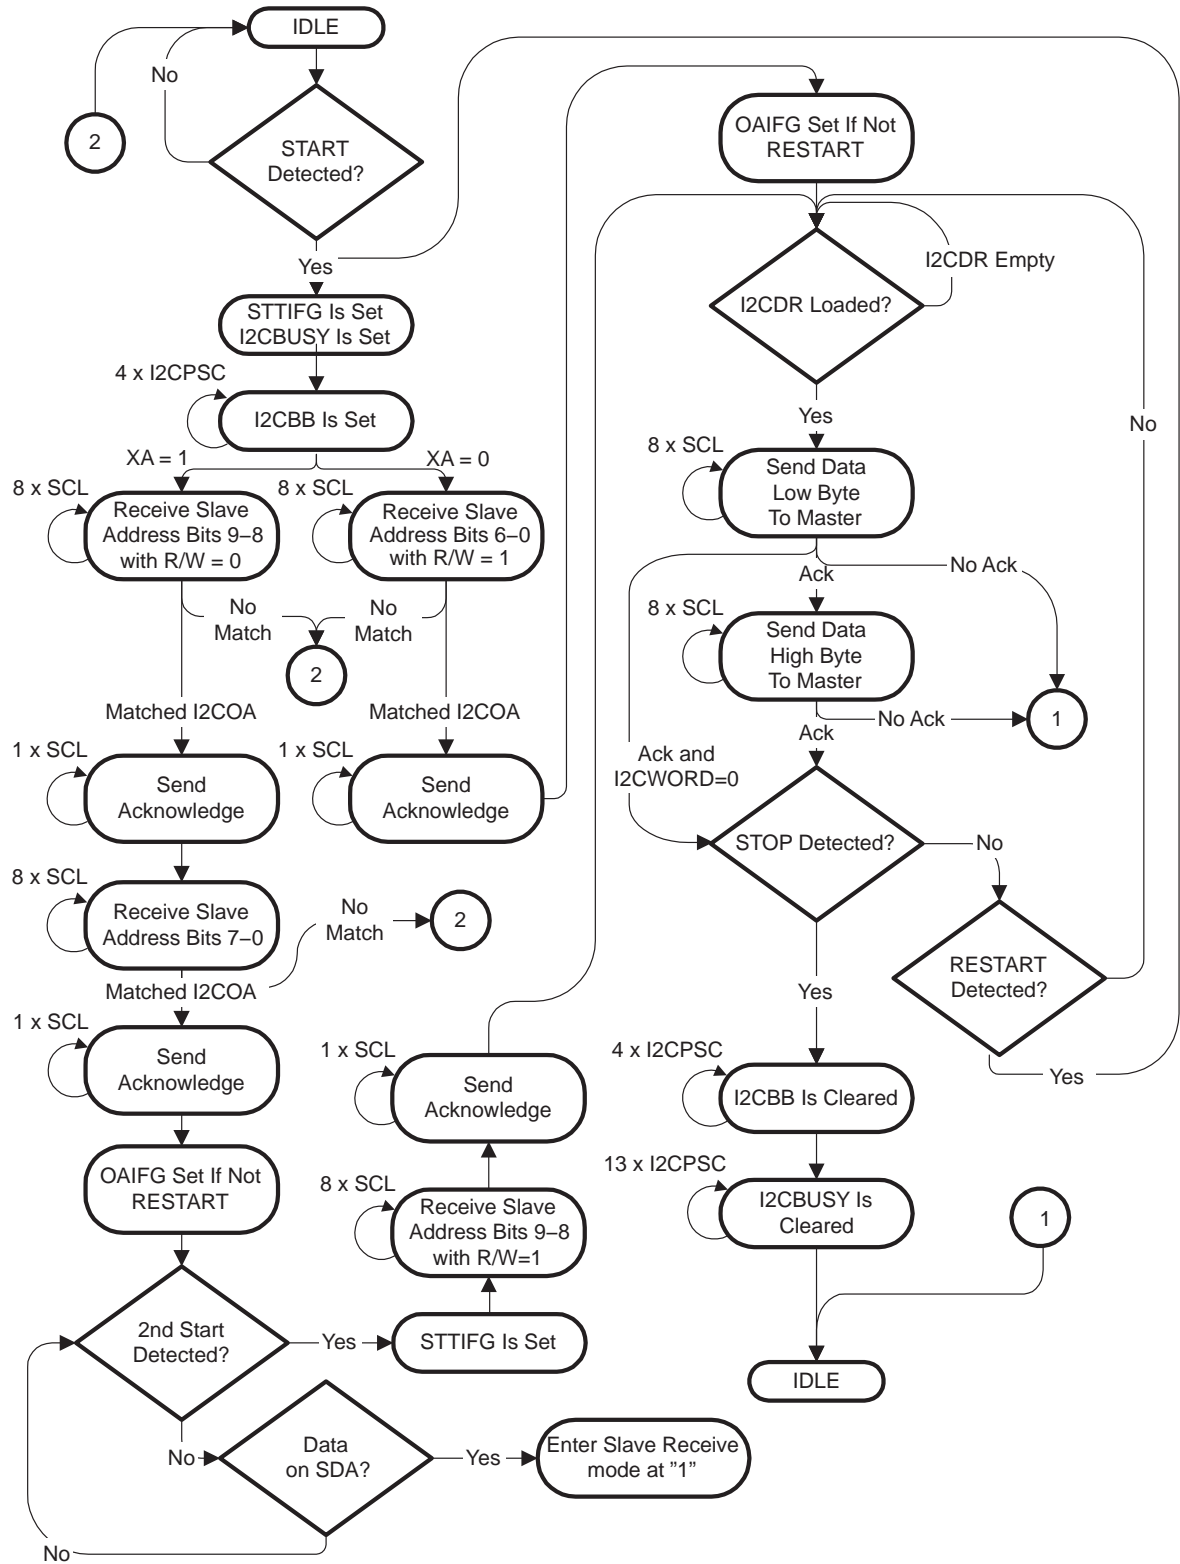 IDLE
No
2
START
Detected?
Yes
STTIFG Is Set
I2CBUSY Is Set
4 x I2CPSC
I2CBB Is Set
XA = 1
XA = 0
8 x SCL
Receive Slave
Address Bits 9–8
with R/W = 0
8 x SCL
Receive Slave
Address Bits 6–0
with R/W = 1
No
Match
No
Match
2
Matched I2COA
Matched I2COA
1 x SCL
Send
Acknowledge
1 x SCL
Send
Acknowledge
8 x SCL
Receive Slave
Address Bits 7–0
No
Match
2
Matched I2COA
1 x SCL
Send
Acknowledge
OAIFG Set If Not
RESTART
2nd Start
Detected?
Yes
STTIFG Is Set
8 x SCL
Receive Slave
Address Bits 9–8
with R/W=1
1 x SCL
Send
Acknowledge
No
Data
on SDA?
Yes
Enter Slave Receive
mode at ”1”
No
OAIFG Set If Not
RESTART
I2CDR Empty
I2CDR Loaded?
Yes
No
8 x SCL
Send Data
Low Byte
To Master
Ack
No Ack
8 x SCL
Send Data
High Byte
To Master
No Ack
1
Ack
Ack and
I2CWORD=0
STOP Detected?
No
RESTART
Detected?
Yes
Yes
4 x I2CPSC
I2CBB Is Cleared
13 x I2CPSC
I2CBUSY Is
Cleared
1
IDLE